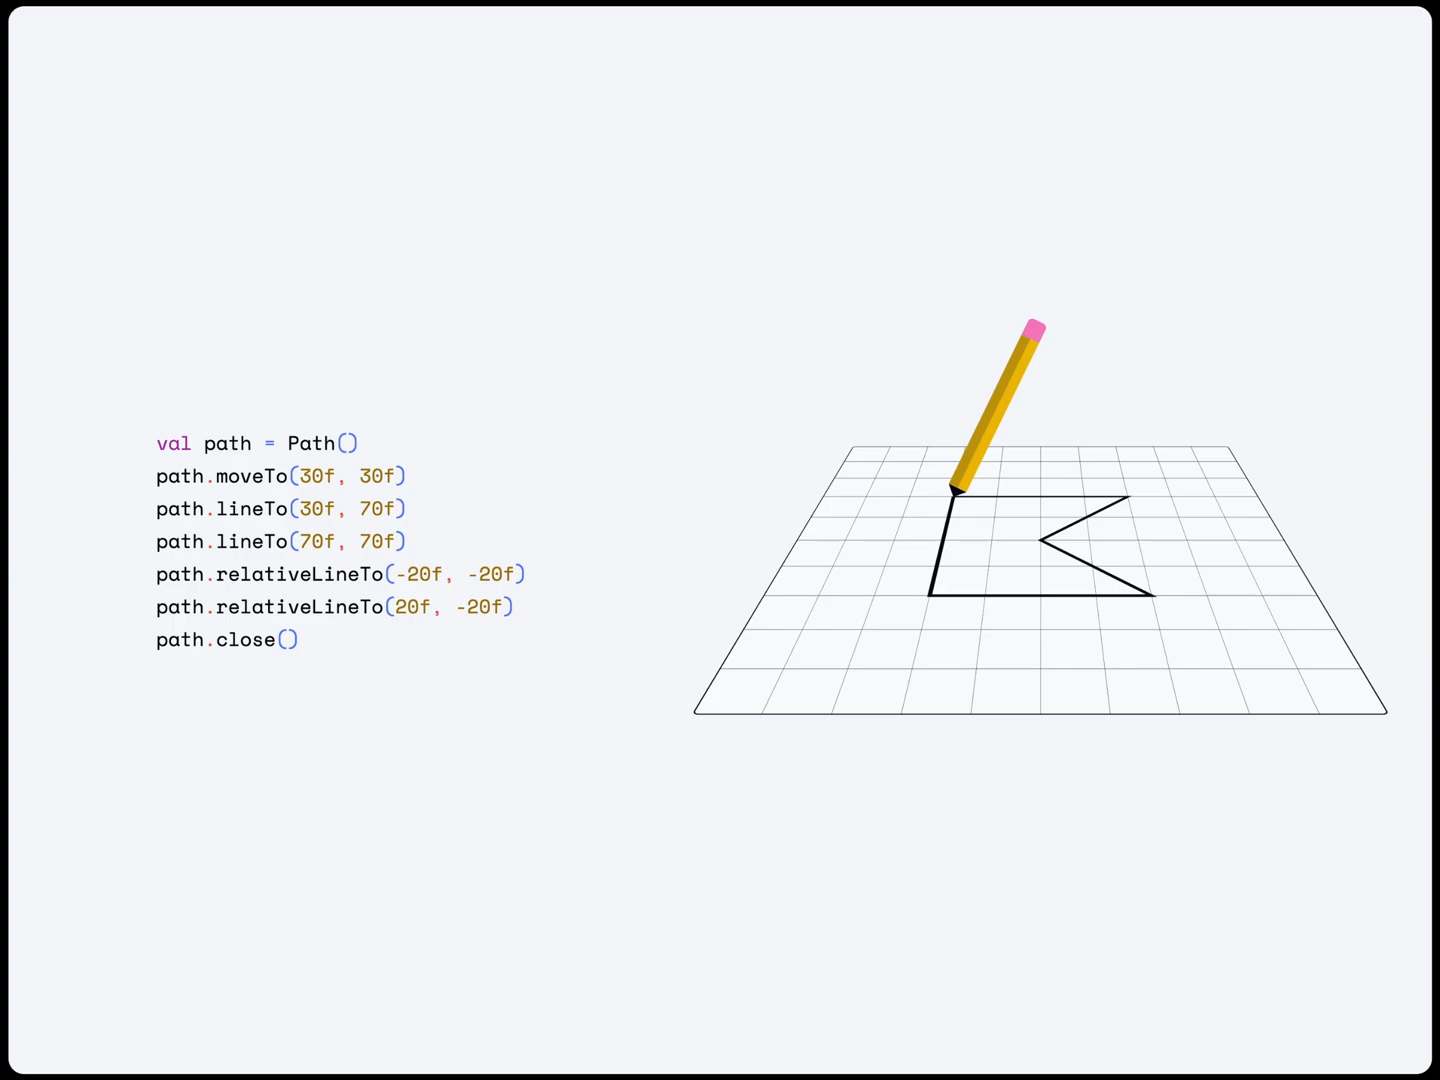 val path = Path()
path.moveTo(30f, 30f)
path.lineTo(30f, 70f)
path.lineTo(70f, 70f)
path.relativeLineTo(-20f, -20f)
path.relativeLineTo(20f, -20f)
path.close()